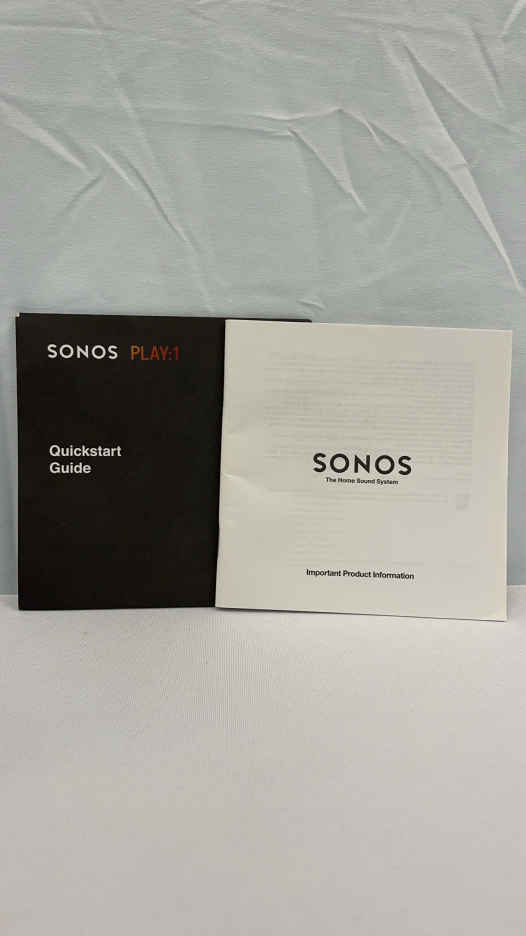 SONOS PLAY:1
Quickstart
Guide
SONOS
The Home Sound System
Important Product Information